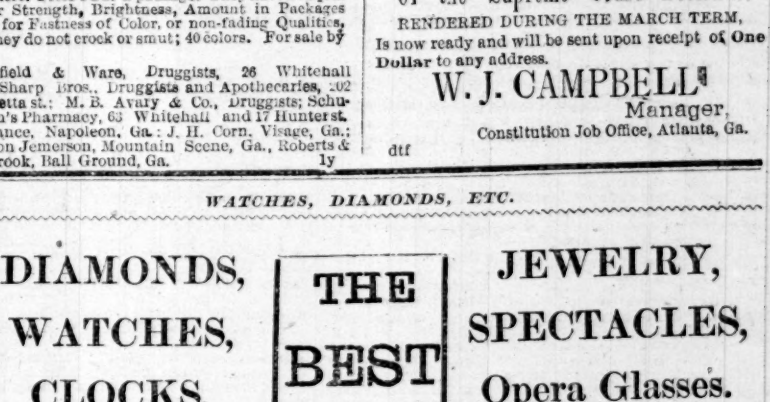 Strength, Brightness, Amount in Packages
for Fastness of Color, or non-fading Qualities,
ey do not crock or smut; 40 colors. For sale by
field & Ware, Druggists, 26 Whitehall
Sharp Bros., Druggists and Apothecaries, 202
etta st.; M. B. Avary & Co., Druggists; Schu-
n's Pharmacy, 63 Whitehall and 17 Hunter st.
ance, Napoleon, Ga.: J. H. Corn, Visage, Ga.;
on Jemerson, Mountain Scene, Ga., Roberts &
rook, Ball Ground, Ga. ly
RENDERED DURING THE MARCH TERM,
Is now ready and will be sent upon receipt of One
Dollar to any address.
W. J. CAMPBELL
Manager,
Constitution Job Office, Atlanta, Ga.
dtf
WATCHES, DIAMONDS, ETC.
DIAMONDS,
WATCHES,
CLOCKS
THE
BEST
JEWELRY,
SPECTACLES,
Opera Glasses.